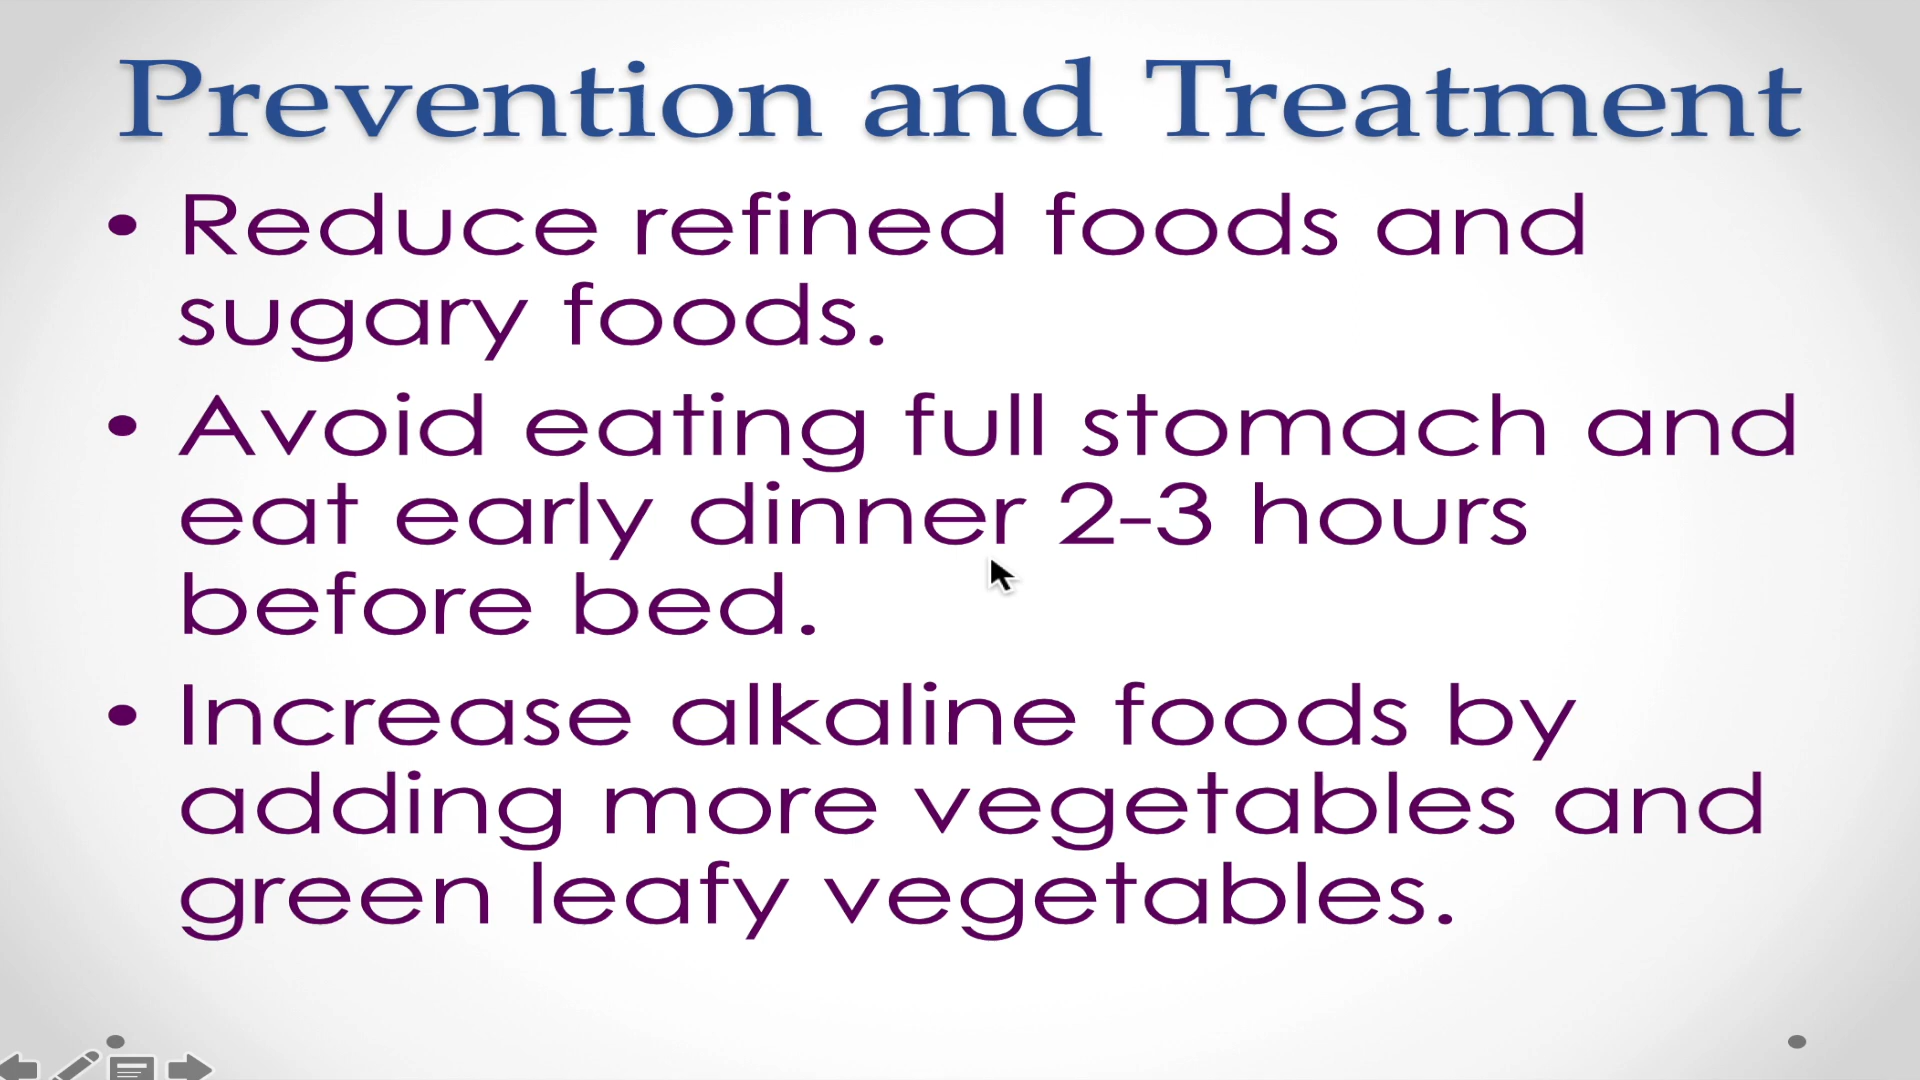 Prevention and Treatment
• Reduce refined foods and
sugary foods.
• Avoid eating full stomach and
eat early dinner 2-3 hours
before bed.
• Increase alkaline foods by
adding more vegetables and
green leafy vegetables.